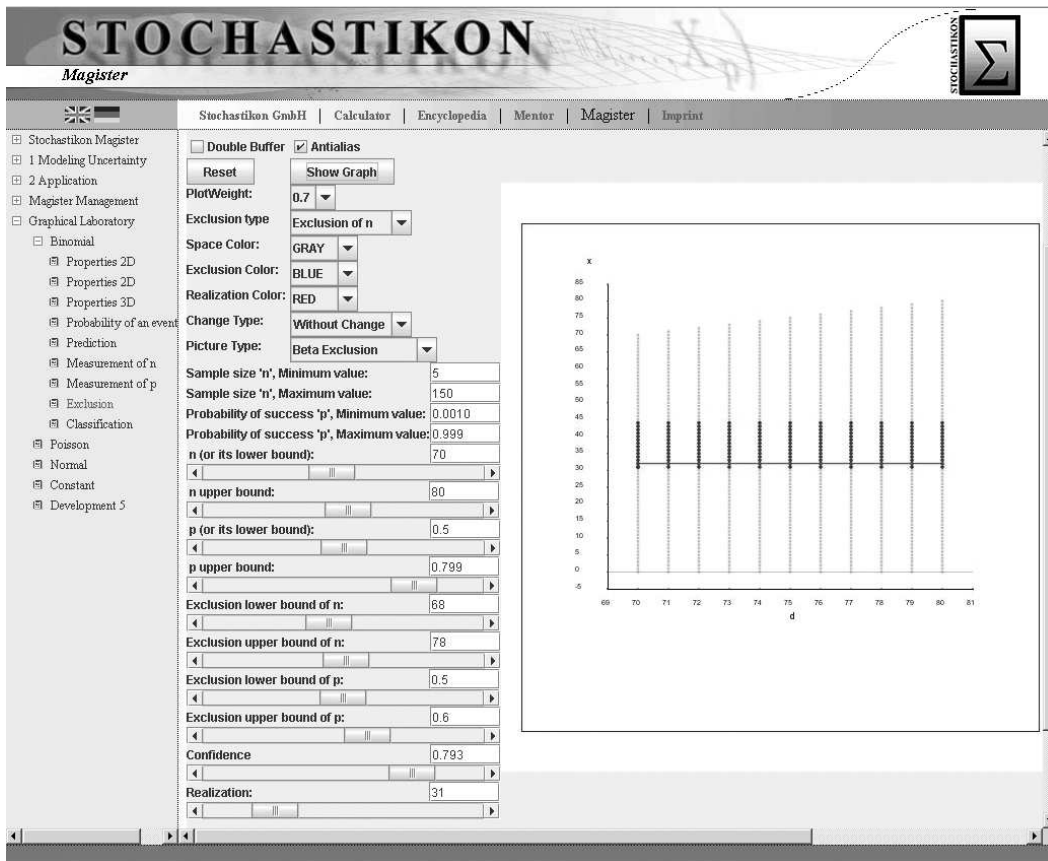 STOCHASTIKON
Magister
STOCHASTIKON
Σ
Stochastikon GmbH | Calculator | Encyclopedia | Mentor | Magister | Imprint
Stochastikon Magister
1 Modeling Uncertainty
2 Application
Magister Management
Graphical Laboratory
Binomial
Properties 2D
Properties 2D
Properties 3D
Probability of an event
Prediction
Measurement of n
Measurement of p
Exclusion
Classification
Poisson
Normal
Constant
Development 5
Double Buffer Antialias
Reset Show Graph
PlotWeight: 0.7
Exclusion type Exclusion of n
Space Color: GRAY
Exclusion Color: BLUE
Realization Color: RED
Change Type: Without Change
Picture Type: Beta Exclusion
Sample size 'n', Minimum value: 5
Sample size 'n', Maximum value: 150
Probability of success 'p', Minimum value: 0.0010
Probability of success 'p', Maximum value: 0.999
n (or its lower bound): 70
n upper bound: 80
p (or its lower bound): 0.5
p upper bound: 0.799
Exclusion lower bound of n: 68
Exclusion upper bound of n: 78
Exclusion lower bound of p: 0.5
Exclusion upper bound of p: 0.6
Confidence 0.793
Realization: 31
x
85
80
75
70
65
60
55
50
45
40
35
30
25
20
15
10
5
0
-5
69 70 71 72 73 74 75 76 77 78 79 80 81
d